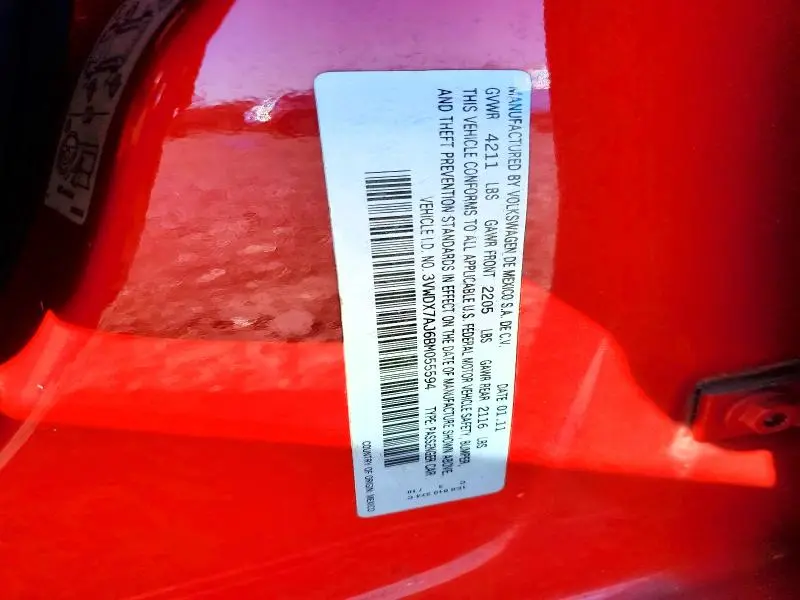 MANUFACTURED BY VOLKSWAGEN DE MEXICO S.A. DE C.V. DATE 01.11
GVWR 4211 LBS GAWR FRONT 2205 LBS GAWR REAR 2116 LBS
THIS VEHICLE CONFORMS TO ALL APPLICABLE U.S. FEDERAL MOTOR VEHICLE SAFETY, BUMPER,
AND THEFT PREVENTION STANDARDS IN EFFECT ON THE DATE OF MANUFACTURE SHOWN ABOVE.
VEHICLE I.D. NO. 3VWDX7AJ6BM055594 TYPE: PASSENGER CAR
COUNTRY OF ORIGIN: MEXICO